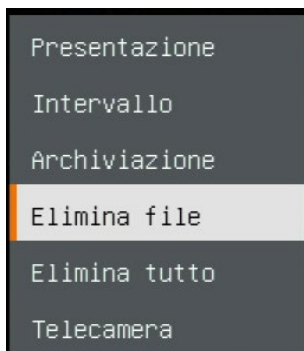 Presentazione
Intervallo
Archiviazione
Elimina file
Elimina tutto
Telecamera